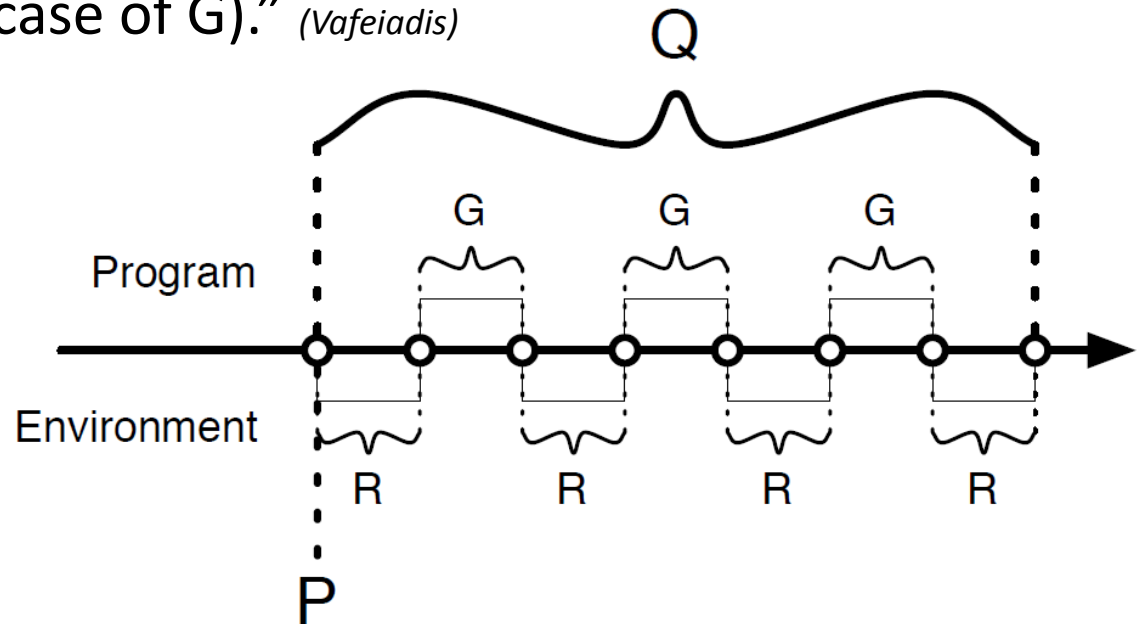 case of G).” (Vafeiadis)
Q
G G G
Program
Environment
R R R R
P